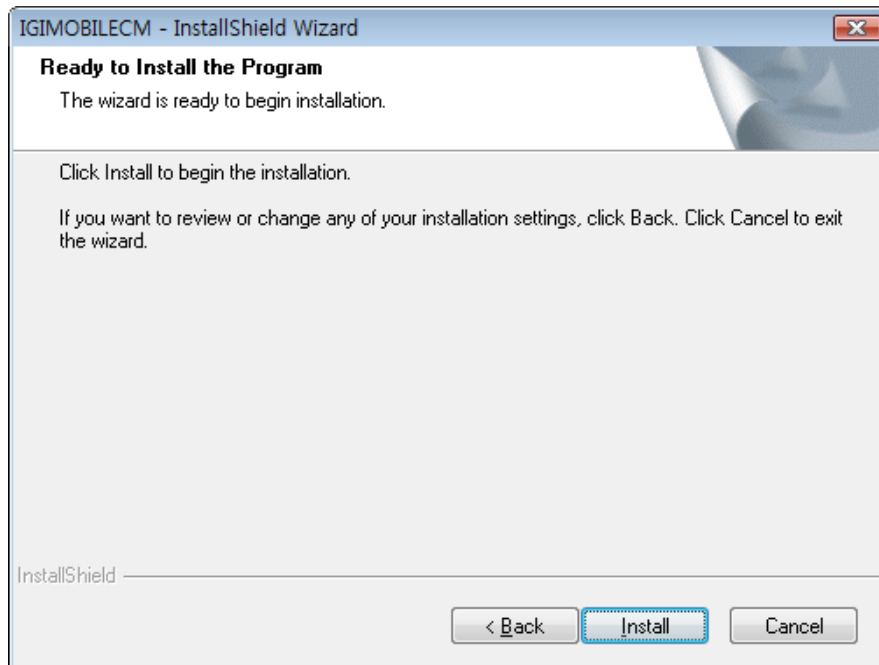 IGIMOBILECM - InstallShield Wizard
Ready to Install the Program
The wizard is ready to begin installation.
Click Install to begin the installation.
If you want to review or change any of your installation settings, click Back. Click Cancel to exit
the wizard.
InstallShield
< Back
Install
Cancel